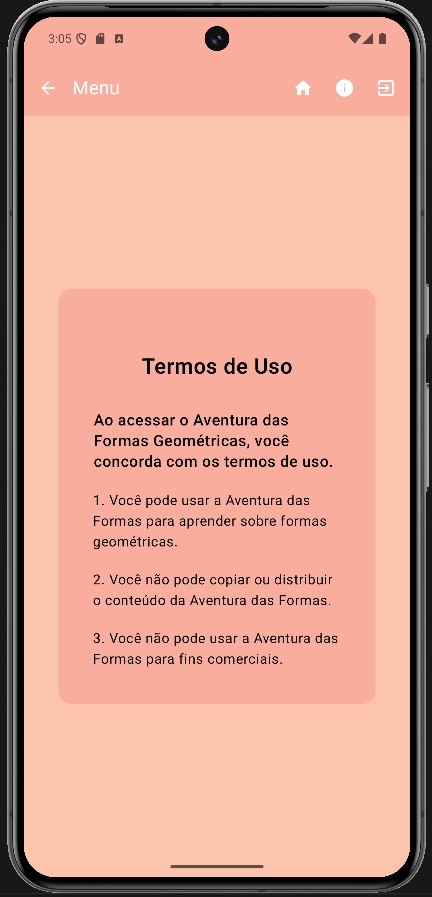 3:05
Menu
Termos de Uso
Ao acessar o Aventura das
Formas Geométricas, você
concorda com os termos de uso.
1. Você pode usar a Aventura das
Formas para aprender sobre formas
geométricas.
2. Você não pode copiar ou distribuir
o conteúdo da Aventura das Formas.
3. Você não pode usar a Aventura das
Formas para fins comerciais.